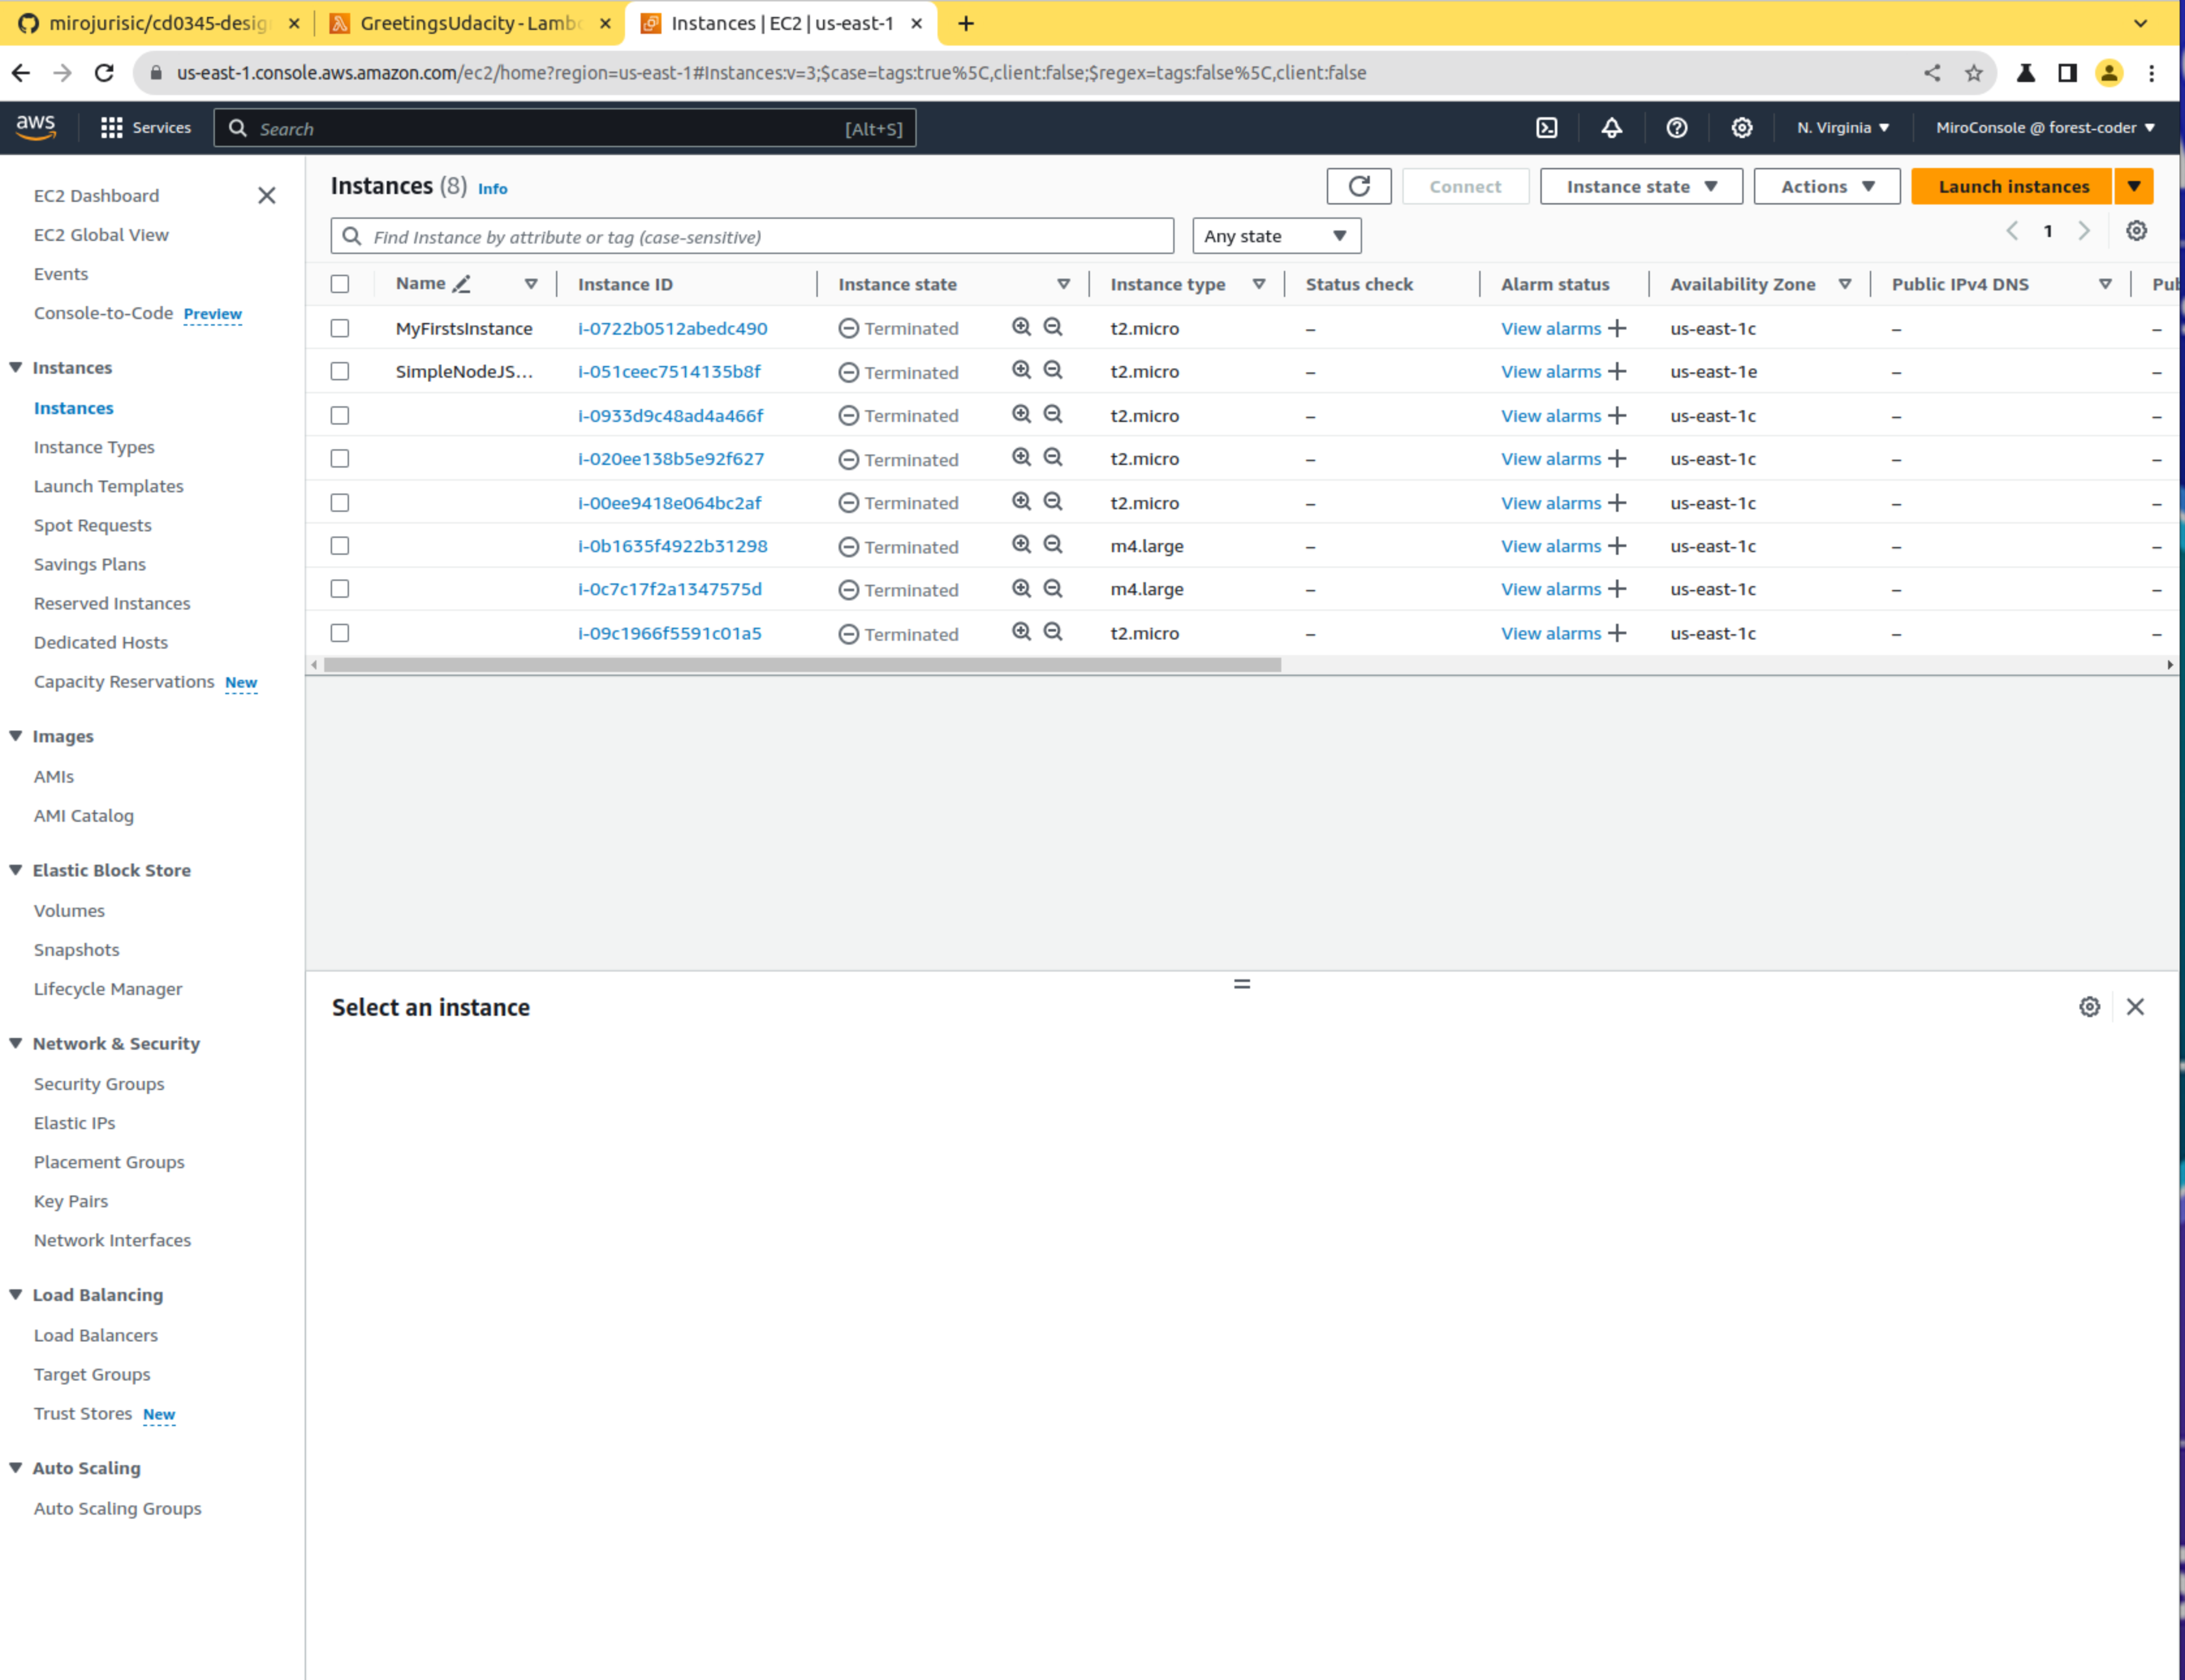 mirojurisic/cd0345-desig GreetingsUdacity - Lambd Instances | EC2 | us-east-1
us-east-1.console.aws.amazon.com/ec2/home?region=us-east-1#Instances:v=3;$case=tags:true%5C,client:false;$regex=tags:false%5C,client:false
aws Services Search [Alt+S] N. Virginia MiroConsole @ forest-coder
EC2 Dashboard
EC2 Global View
Events
Console-to-Code Preview
Instances
Instances
Instance Types
Launch Templates
Spot Requests
Savings Plans
Reserved Instances
Dedicated Hosts
Capacity Reservations New
Images
AMIs
AMI Catalog
Elastic Block Store
Volumes
Snapshots
Lifecycle Manager
Network & Security
Security Groups
Elastic IPs
Placement Groups
Key Pairs
Network Interfaces
Load Balancing
Load Balancers
Target Groups
Trust Stores New
Auto Scaling
Auto Scaling Groups
Instances (8) Info Connect Instance state Actions Launch instances
Find Instance by attribute or tag (case-sensitive) Any state 1
Name Instance ID Instance state Instance type Status check Alarm status Availability Zone Public IPv4 DNS Pul
MyFirstsInstance i-0722b0512abedc490 Terminated t2.micro – View alarms + us-east-1c – –
SimpleNodeJS... i-051ceec7514135b8f Terminated t2.micro – View alarms + us-east-1e – –
i-0933d9c48ad4a466f Terminated t2.micro – View alarms + us-east-1c – –
i-020ee138b5e92f627 Terminated t2.micro – View alarms + us-east-1c – –
i-00ee9418e064bc2af Terminated t2.micro – View alarms + us-east-1c – –
i-0b1635f4922b31298 Terminated m4.large – View alarms + us-east-1c – –
i-0c7c17f2a1347575d Terminated m4.large – View alarms + us-east-1c – –
i-09c1966f5591c01a5 Terminated t2.micro – View alarms + us-east-1c – –
Select an instance